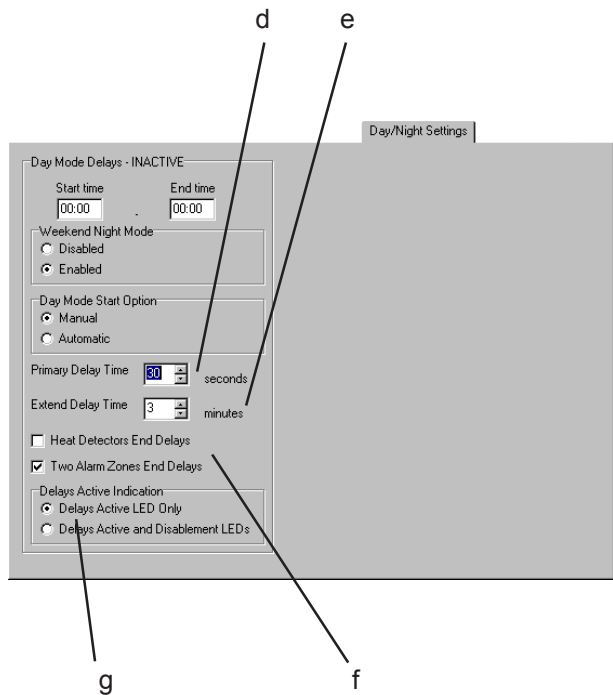 d e
Day/Night Settings
Day Mode Delays - INACTIVE
Start time End time
00:00 - 00:00
Weekend Night Mode
Disabled
Enabled
Day Mode Start Option
Manual
Automatic
Primary Delay Time 30 seconds
Extend Delay Time 3 minutes
Heat Detectors End Delays
Two Alarm Zones End Delays
Delays Active Indication
Delays Active LED Only
Delays Active and Disablement LEDs
g f